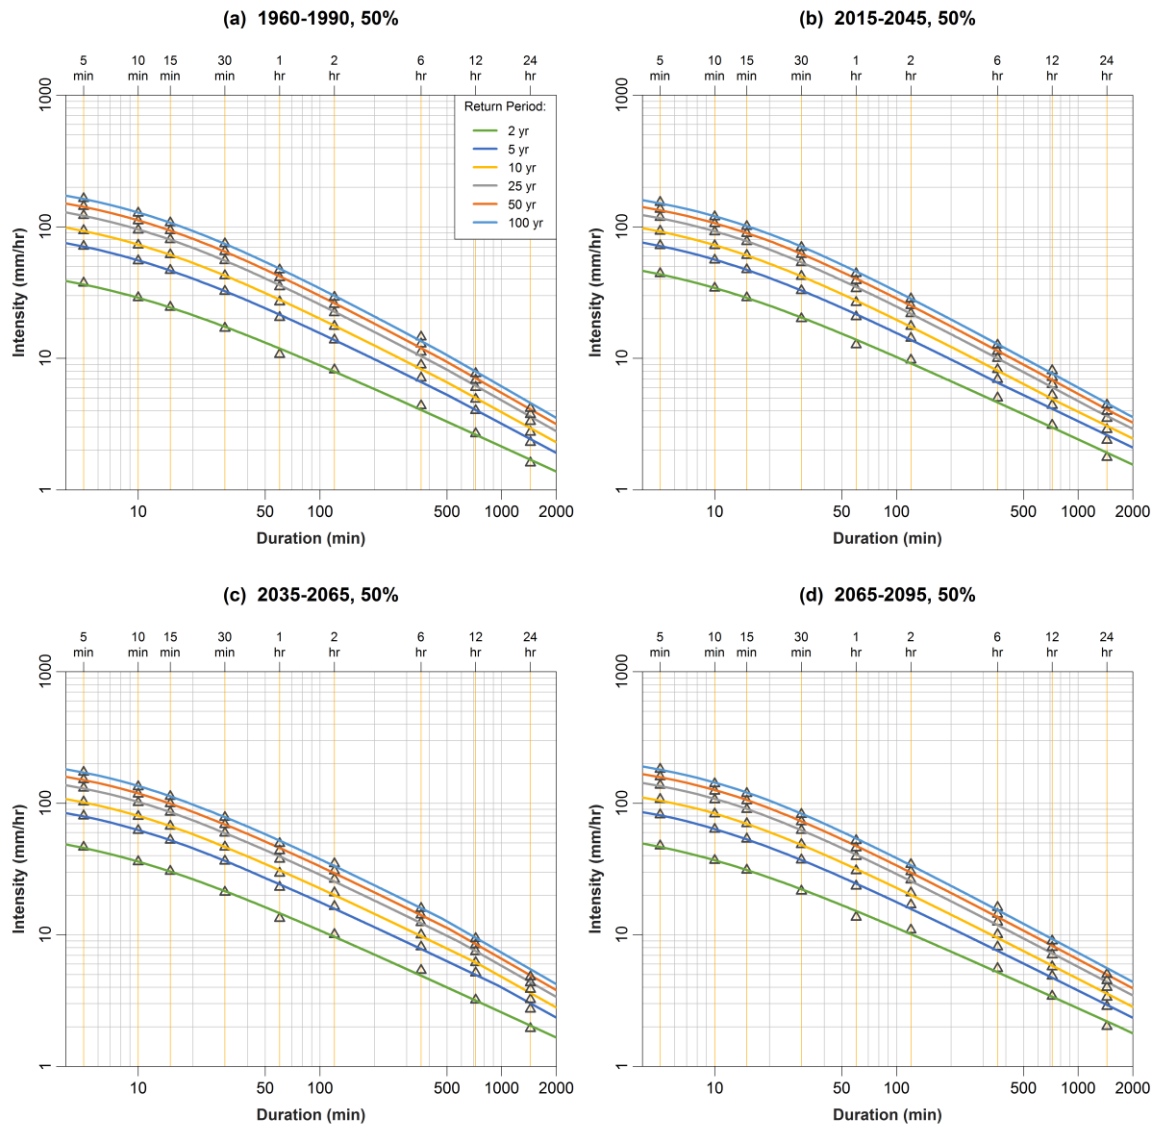 (a) 1960-1990, 50%
5 10 15 30 1 2 6 12 24
min min min min hr hr hr hr hr
1000
100
10
1
Intensity (mm/hr)
Return Period:
2 yr
5 yr
10 yr
25 yr
50 yr
100 yr
10 50 100 500 1000 2000
Duration (min)
(b) 2015-2045, 50%
5 10 15 30 1 2 6 12 24
min min min min hr hr hr hr hr
1000
100
10
1
Intensity (mm/hr)
10 50 100 500 1000 2000
Duration (min)
(c) 2035-2065, 50%
5 10 15 30 1 2 6 12 24
min min min min hr hr hr hr hr
1000
100
10
1
Intensity (mm/hr)
10 50 100 500 1000 2000
Duration (min)
(d) 2065-2095, 50%
5 10 15 30 1 2 6 12 24
min min min min hr hr hr hr hr
1000
100
10
1
Intensity (mm/hr)
10 50 100 500 1000 2000
Duration (min)